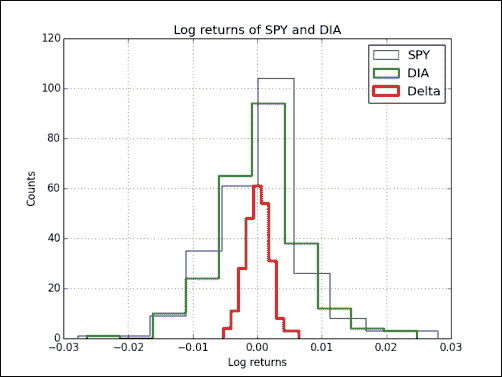 Log returns of SPY and DIA
120
100
80
60
40
20
0
Counts
SPY
DIA
Delta
−0.03 −0.02 −0.01 0.00 0.01 0.02 0.03
Log returns